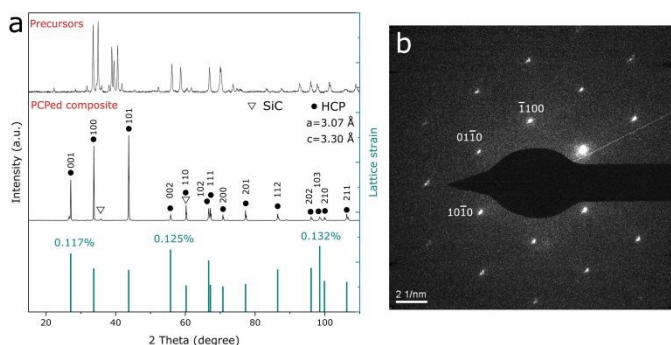 a
Precursors
PCPed composite
▽ SiC ● HCP
a=3.07 Å
c=3.30 Å
001
100
101
002
110
102
111
200
201
112
202
103
210
211
0.117%
0.125%
0.132%
Intensity (a.u.)
Lattice strain
20
40
60
80
100
2 Theta (degree)
b
1̄100
011̄0
101̄0
2 1/nm